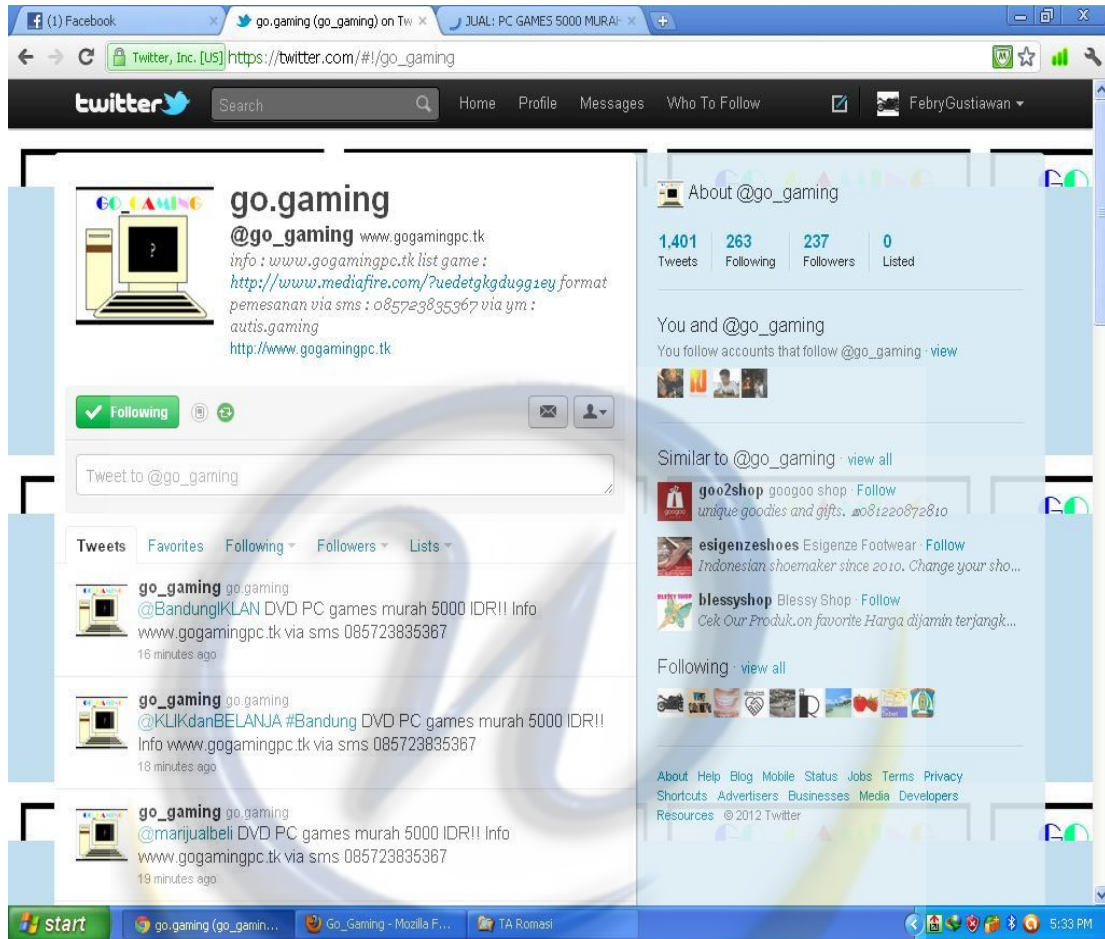 (1) Facebook
go.gaming (go_gaming) on Tw
JUAL: PC GAMES 5000 MURAH
Twitter, Inc. [US] https://twitter.com/#!/go_gaming
twitter
Search
Home Profile Messages Who To Follow
FebryGustiawan
GO_GAMING
?
go.gaming
@go_gaming www.gogamingpc.tk
info : www.gogamingpc.tk list game :
http://www.mediafire.com/?uedetgkgdu9g1ey format
pemesanan via sms : 085723835367 via ym :
autis.gaming
http://www.gogamingpc.tk
Following
Tweet to @go_gaming
Tweets Favorites Following Followers Lists
go_gaming go.gaming
@BandungIKLAN DVD PC games murah 5000 IDR!! Info
www.gogamingpc.tk via sms 085723835367
16 minutes ago
go_gaming go.gaming
@KLIKdanBELANJA #Bandung DVD PC games murah 5000 IDR!!
Info www.gogamingpc.tk via sms 085723835367
18 minutes ago
go_gaming go.gaming
@marijualbeli DVD PC games murah 5000 IDR!! Info
www.gogamingpc.tk via sms 085723835367
19 minutes ago
About @go_gaming
1,401 263 237 0
Tweets Following Followers Listed
You and @go_gaming
You follow accounts that follow @go_gaming · view
Similar to @go_gaming · view all
goo2shop googoo shop · Follow
unique goodies and gifts. 081220872810
esigenzeshoes Esigenze Footwear · Follow
Indonesian shoemaker since 2010. Change your sho...
blessyshop Blessy Shop · Follow
Cek Our Produk.on favorite Harga dijamin terjangk...
Following · view all
About Help Blog Mobile Status Jobs Terms Privacy
Shortcuts Advertisers Businesses Media Developers
Resources © 2012 Twitter
start
go.gaming (go_gamin...
Go_Gaming - Mozilla F...
TA Romasi
5:33 PM